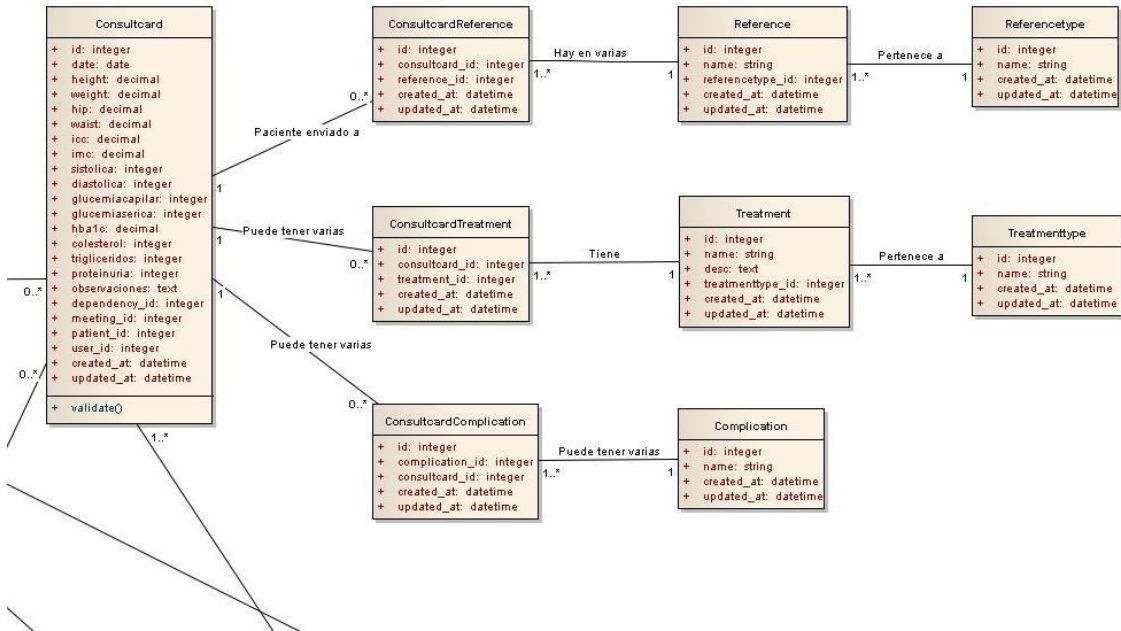 Consultcard
+ id: integer
+ date: date
+ height: decimal
+ weight: decimal
+ hip: decimal
+ waist: decimal
+ icc: decimal
+ imc: decimal
+ sistolica: integer
+ diastolica: integer
+ glucemiacapilar: integer
+ glucemiaserica: integer
+ hba1c: decimal
+ colesterol: integer
+ trigliceridos: integer
+ proteinuria: integer
+ observaciones: text
+ dependency_id: integer
+ meeting_id: integer
+ patient_id: integer
+ user_id: integer
+ created_at: datetime
+ updated_at: datetime
+ validate()
0..*
0..*
1..*
1
Paciente enviado a
0..*
ConsultcardReference
+ id: integer
+ consultcard_id: integer
+ reference_id: integer
+ created_at: datetime
+ updated_at: datetime
Hay en varias
1..*
1
Reference
+ id: integer
+ name: string
+ referencetype_id: integer
+ created_at: datetime
+ updated_at: datetime
Pertenece a
1..*
1
Referencetype
+ id: integer
+ name: string
+ created_at: datetime
+ updated_at: datetime
1
Puede tener varias
0..*
ConsultcardTreatment
+ id: integer
+ consultcard_id: integer
+ treatment_id: integer
+ created_at: datetime
+ updated_at: datetime
Tiene
1..*
1
Treatment
+ id: integer
+ name: string
+ desc: text
+ treatmenttype_id: integer
+ created_at: datetime
+ updated_at: datetime
Pertenece a
1..*
1
Treatmenttype
+ id: integer
+ name: string
+ created_at: datetime
+ updated_at: datetime
1
Puede tener varias
0..*
ConsultcardComplication
+ id: integer
+ complication_id: integer
+ consultcard_id: integer
+ created_at: datetime
+ updated_at: datetime
Puede tener varias
1..*
1
Complication
+ id: integer
+ name: string
+ created_at: datetime
+ updated_at: datetime